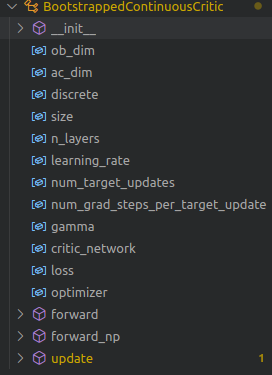 BootstrappedContinuousCritic
__init__
ob_dim
ac_dim
discrete
size
n_layers
learning_rate
num_target_updates
num_grad_steps_per_target_update
gamma
critic_network
loss
optimizer
forward
forward_np
update 1